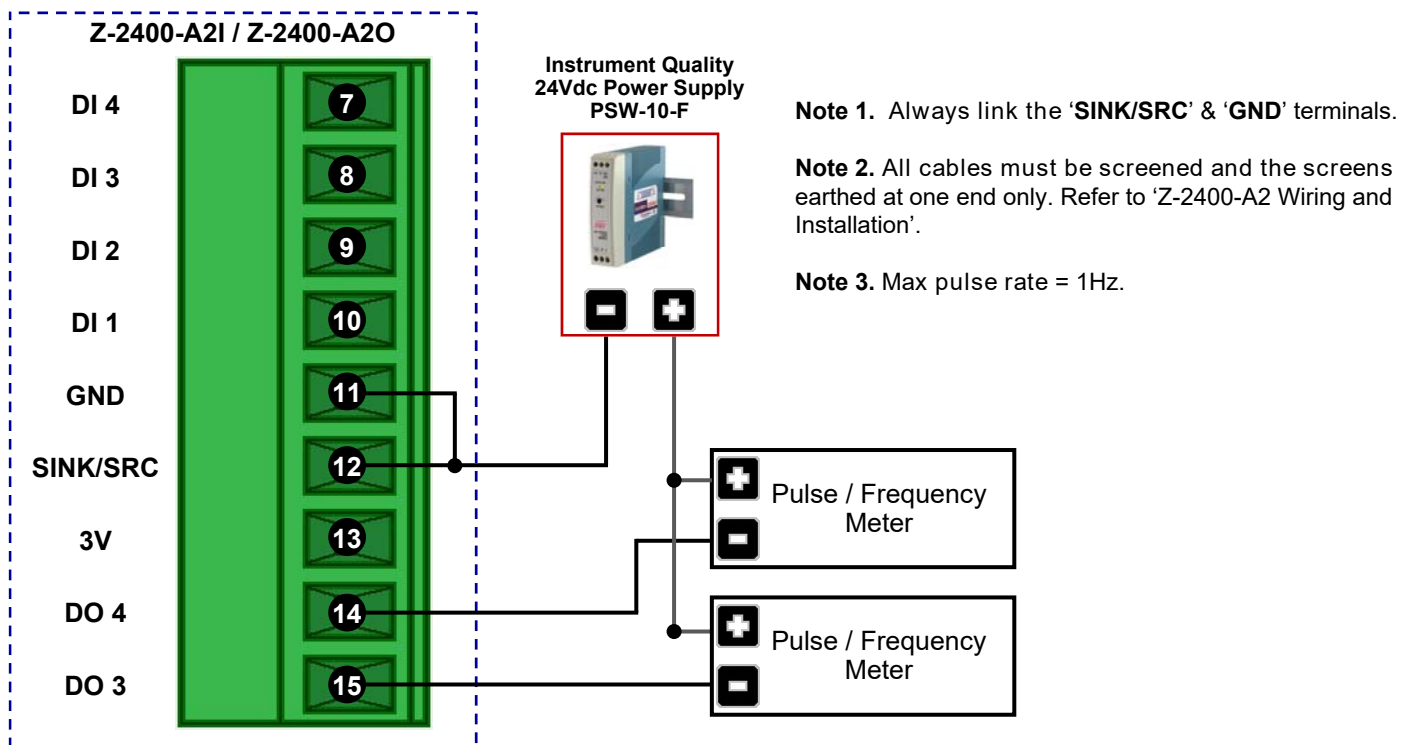 Z-2400-A2I / Z-2400-A2O
DI 4
7
DI 3
8
DI 2
9
DI 1
10
GND
11
SINK/SRC
12
3V
13
DO 4
14
DO 3
15
Instrument Quality
24Vdc Power Supply
PSW-10-F
Pulse / Frequency
Meter
Pulse / Frequency
Meter
Note 1. Always link the ‘SINK/SRC’ & ‘GND’ terminals.
Note 2. All cables must be screened and the screens
earthed at one end only. Refer to ‘Z-2400-A2 Wiring and
Installation’.
Note 3. Max pulse rate = 1Hz.